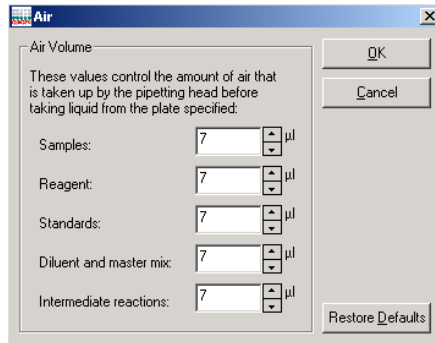 Air
Air Volume
These values control the amount of air that
is taken up by the pipetting head before
taking liquid from the plate specified:
Samples: 7 µl
Reagent: 7 µl
Standards: 7 µl
Diluent and master mix: 7 µl
Intermediate reactions: 7 µl
OK
Cancel
Restore Defaults